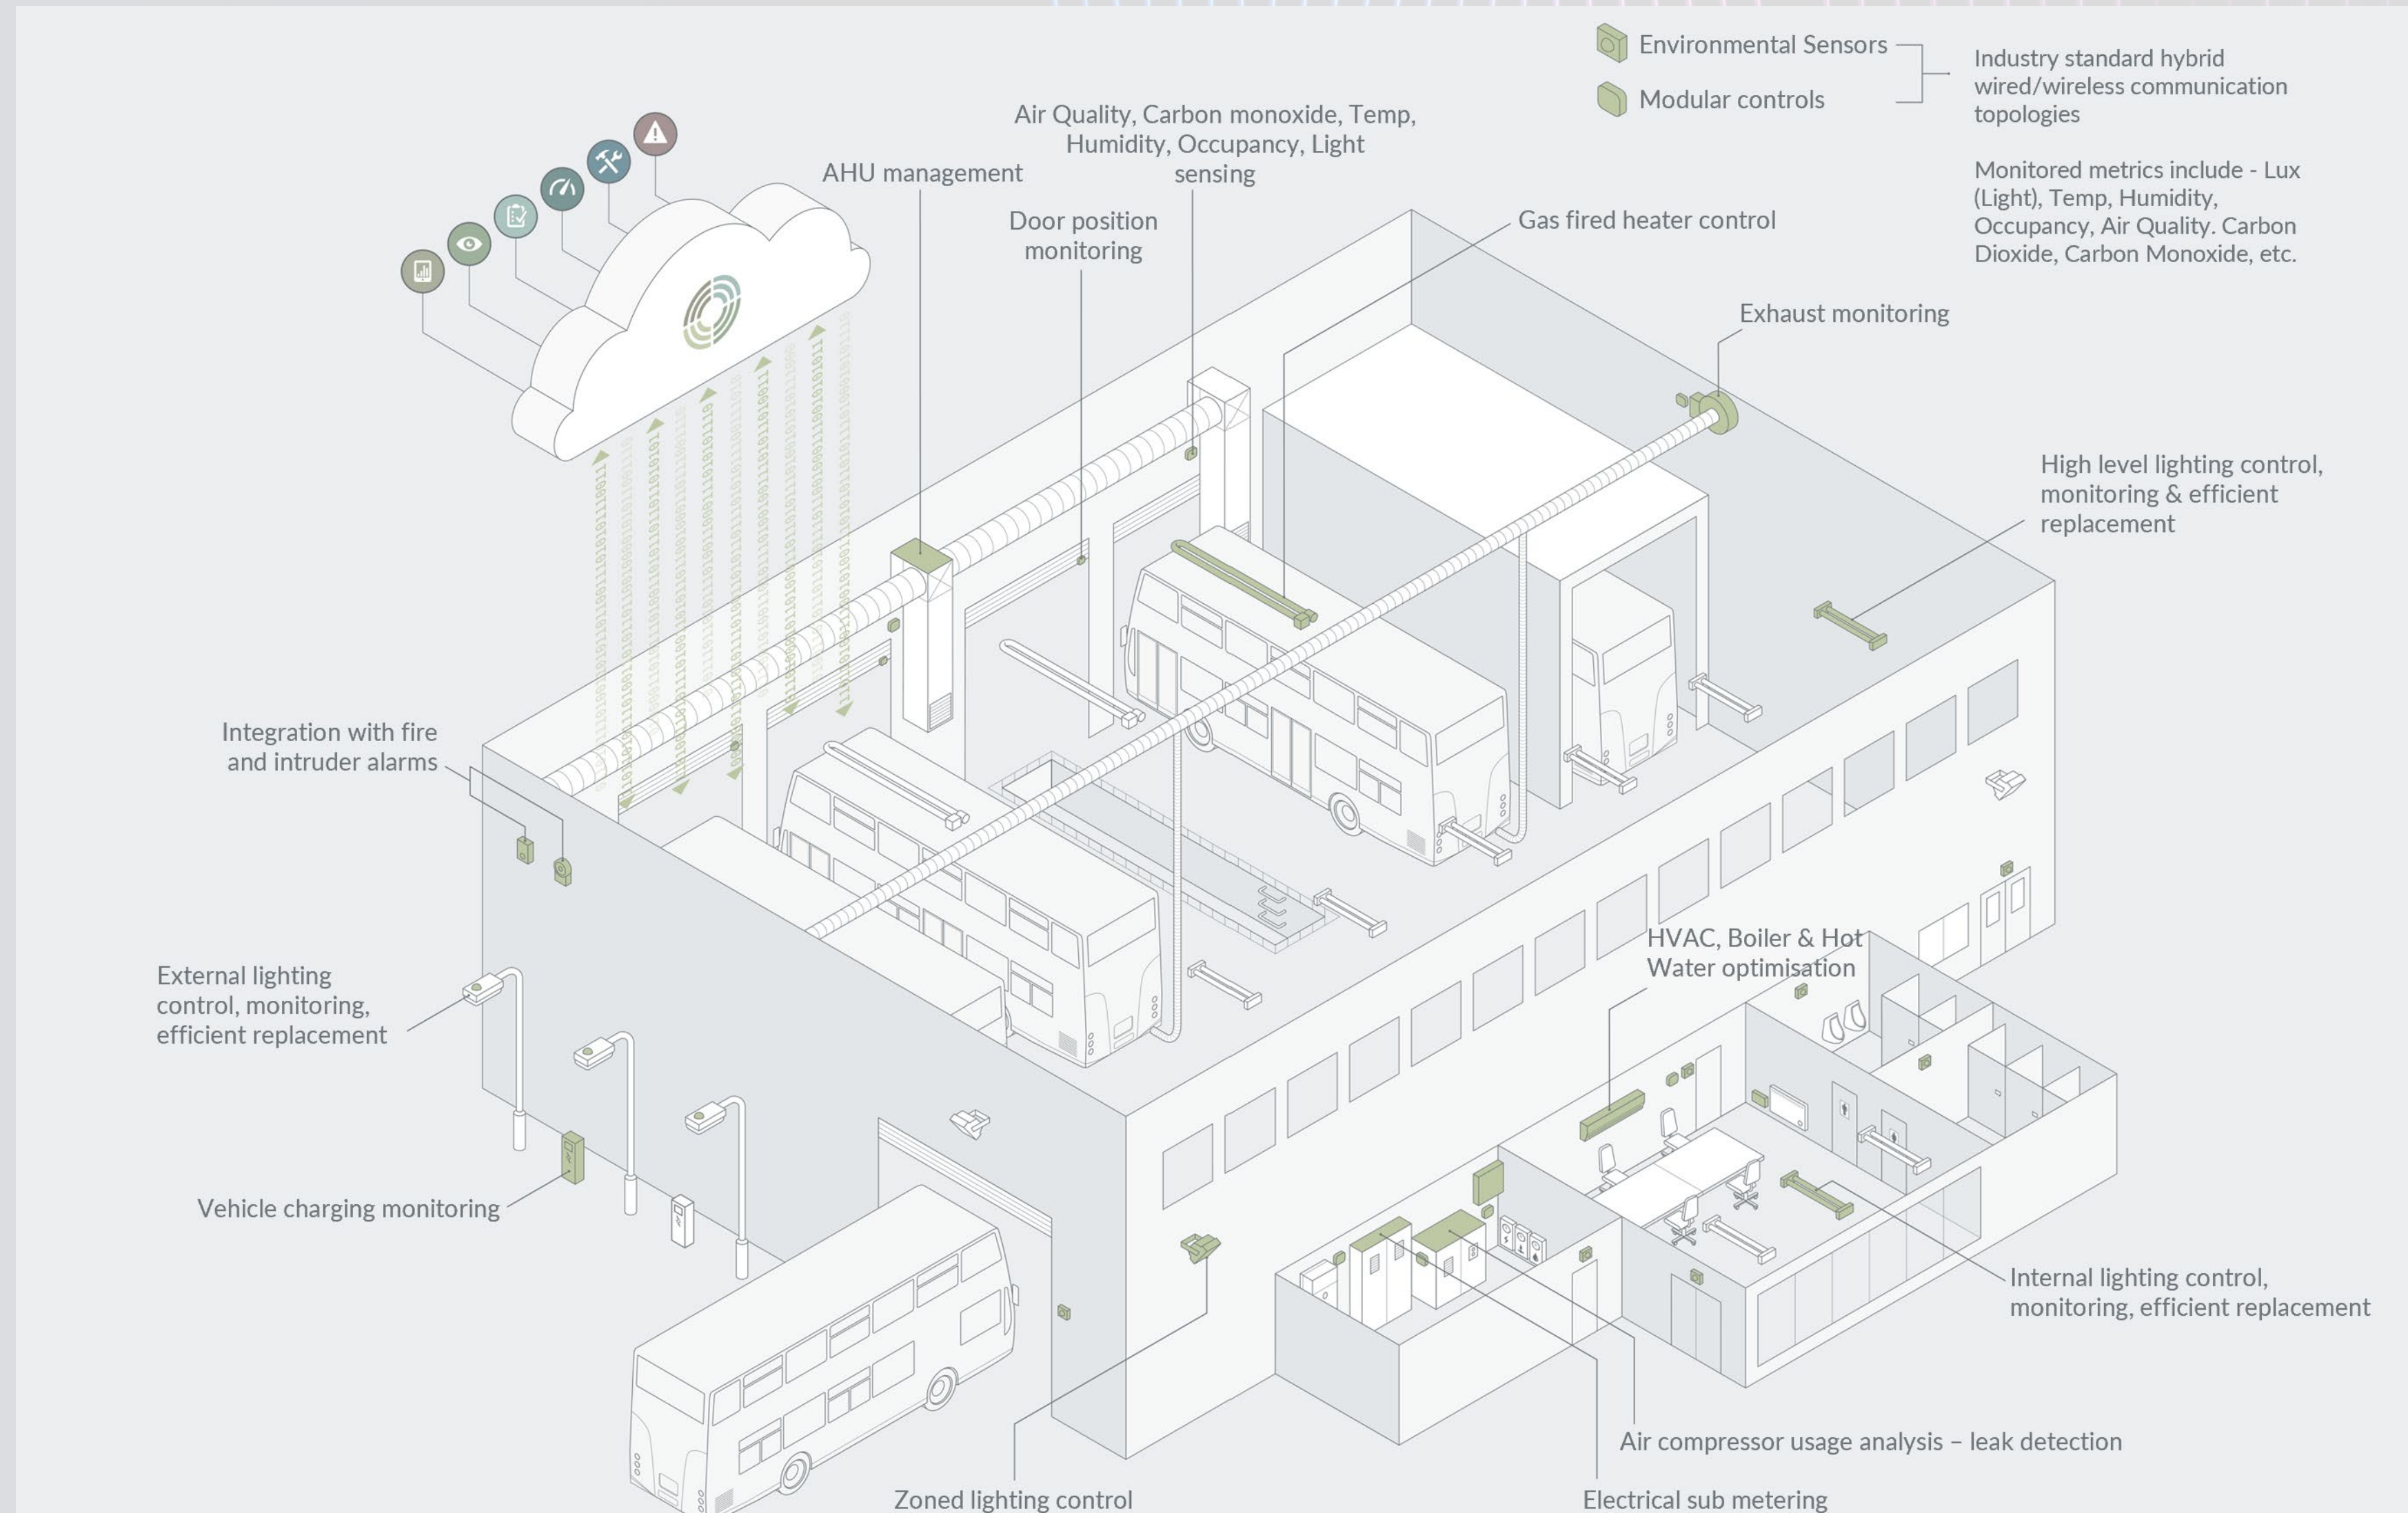 Environmental Sensors
Modular controls
Industry standard hybrid
wired/wireless communication
topologies
Monitored metrics include - Lux
(Light), Temp, Humidity,
Occupancy, Air Quality. Carbon
Dioxide, Carbon Monoxide, etc.
Air Quality, Carbon monoxide, Temp,
Humidity, Occupancy, Light
sensing
AHU management
Door position
monitoring
Gas fired heater control
Exhaust monitoring
High level lighting control,
monitoring & efficient
replacement
Integration with fire
and intruder alarms
External lighting
control, monitoring,
efficient replacement
HVAC, Boiler & Hot
Water optimisation
Vehicle charging monitoring
Internal lighting control,
monitoring, efficient replacement
Air compressor usage analysis – leak detection
Zoned lighting control
Electrical sub metering